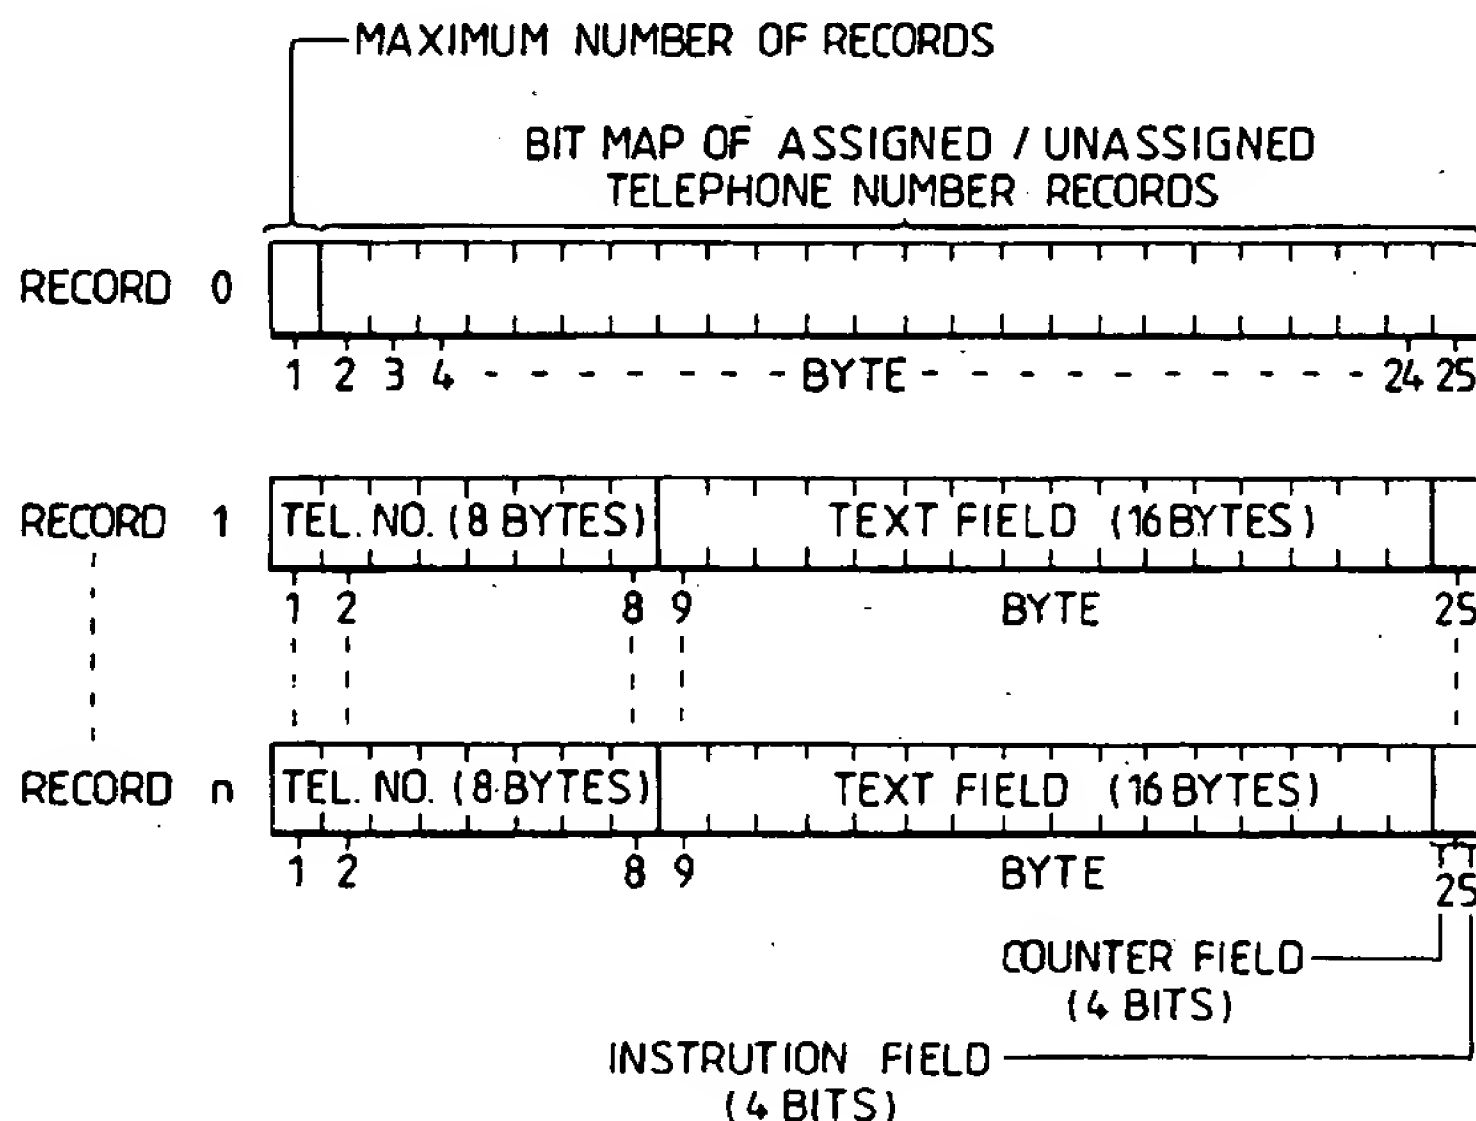 MAXIMUM NUMBER OF RECORDS
BIT MAP OF ASSIGNED / UNASSIGNED
TELEPHONE NUMBER RECORDS
RECORD 0
1 2 3 4 - - - - - - - BYTE - - - - - - - - - - 24 25
RECORD 1 TEL. NO. (8 BYTES) TEXT FIELD (16 BYTES)
1 2 8 9 BYTE 25
RECORD n TEL. NO. (8 BYTES) TEXT FIELD (16 BYTES)
1 2 8 9 BYTE 25
COUNTER FIELD
(4 BITS)
INSTRUTION FIELD
(4 BITS)